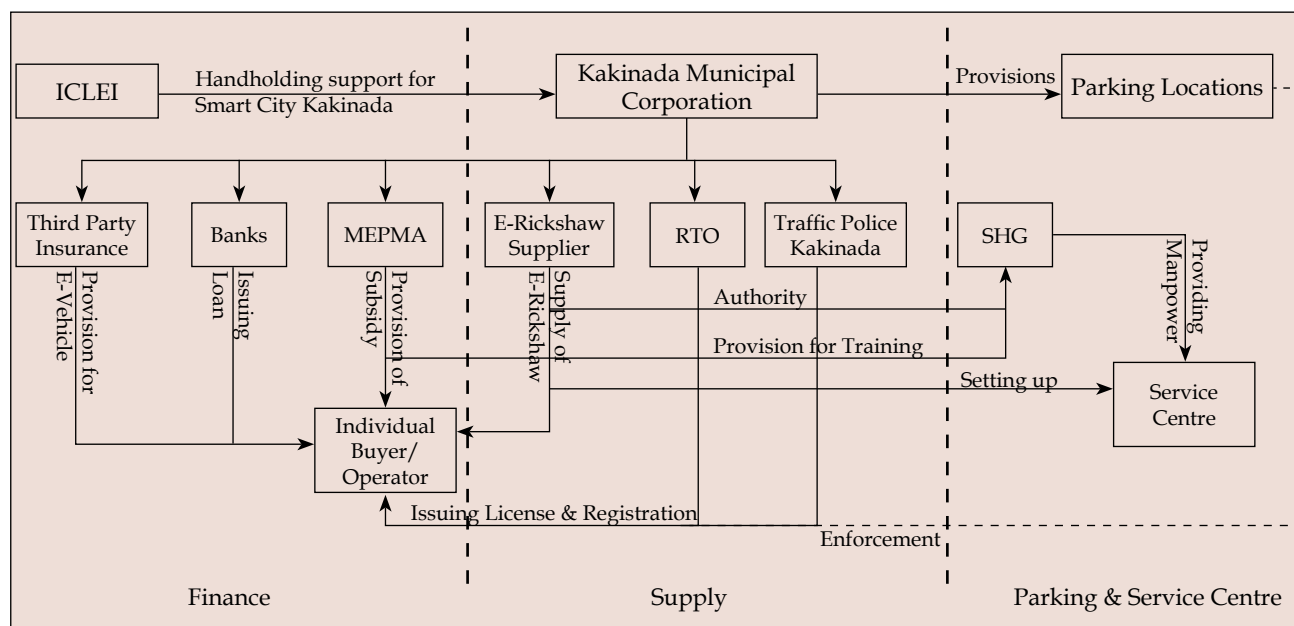 ICLEI
Handholding support for
Smart City Kakinada
Kakinada Municipal
Corporation
Provisions
Parking Locations
Third Party
Insurance
Banks
MEPMA
E-Rickshaw
Supplier
RTO
Traffic Police
Kakinada
SHG
Provision for
E-Vehicle
Issuing
Loan
Provision of
Subsidy
Supply of
E-Rickshaw
Authority
Providing
Manpower
Provision for Training
Setting up
Service
Centre
Individual
Buyer/
Operator
Issuing License & Registration
Enforcement
Finance
Supply
Parking & Service Centre